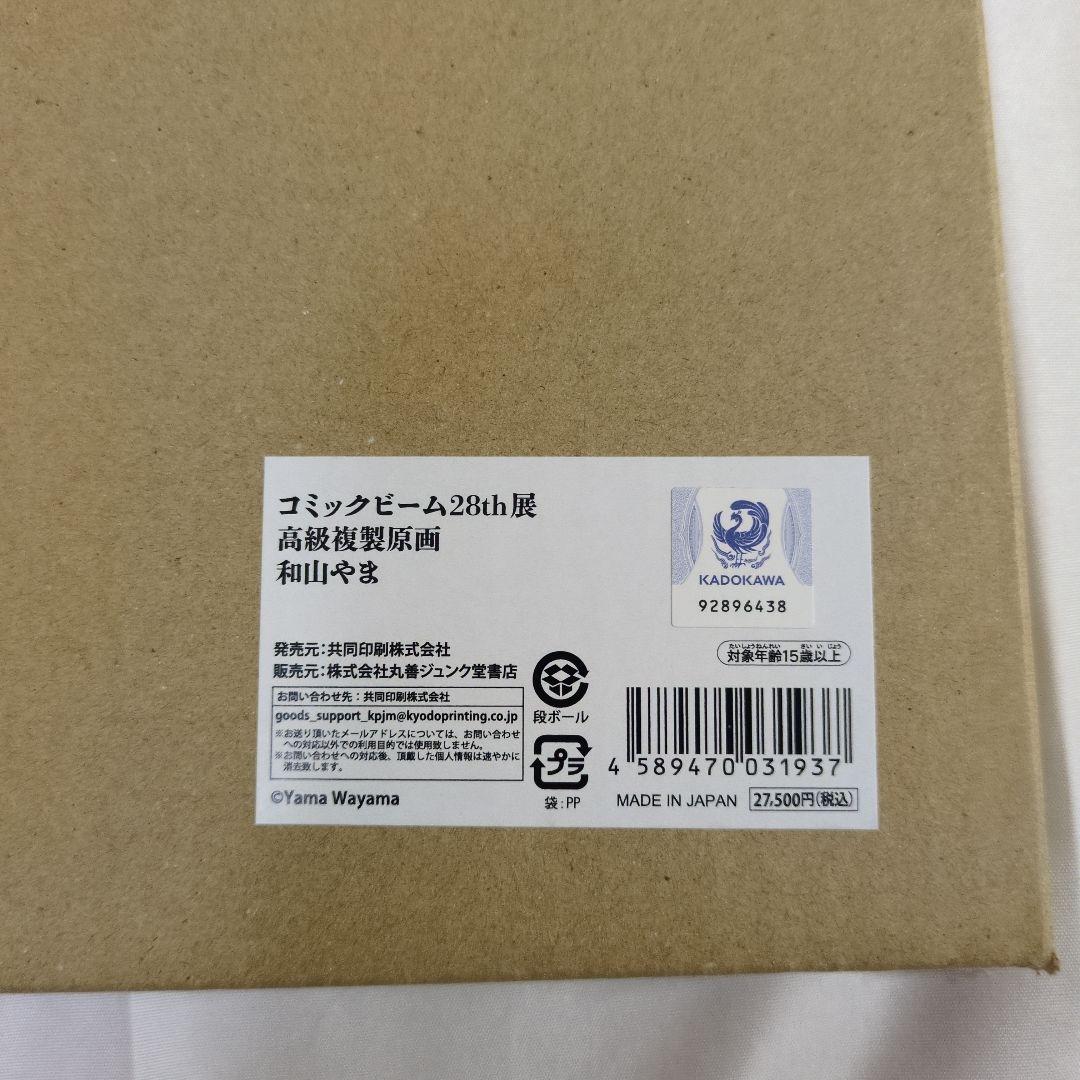 コミックビーム28th展
高級複製原画
和山やま
KADOKAWA
92896438
発売元:共同印刷株式会社
販売元:株式会社丸善ジュンク堂書店
お問い合わせ先:共同印刷株式会社
goods_support_kpjm@kyodoprinting.co.jp
※お送り頂いたメールアドレスについては、お問い合わせ
への対応以外での利用目的では使用致しません。
※お問い合わせへの対応後、頂戴した個人情報は速やかに
消去致します。
©Yama Wayama
段ボール
プラ
袋:PP
たいしょうねんれい さい い じょう
対象年齢15歳以上
4 589470 031937
MADE IN JAPAN
27,500円(税込)